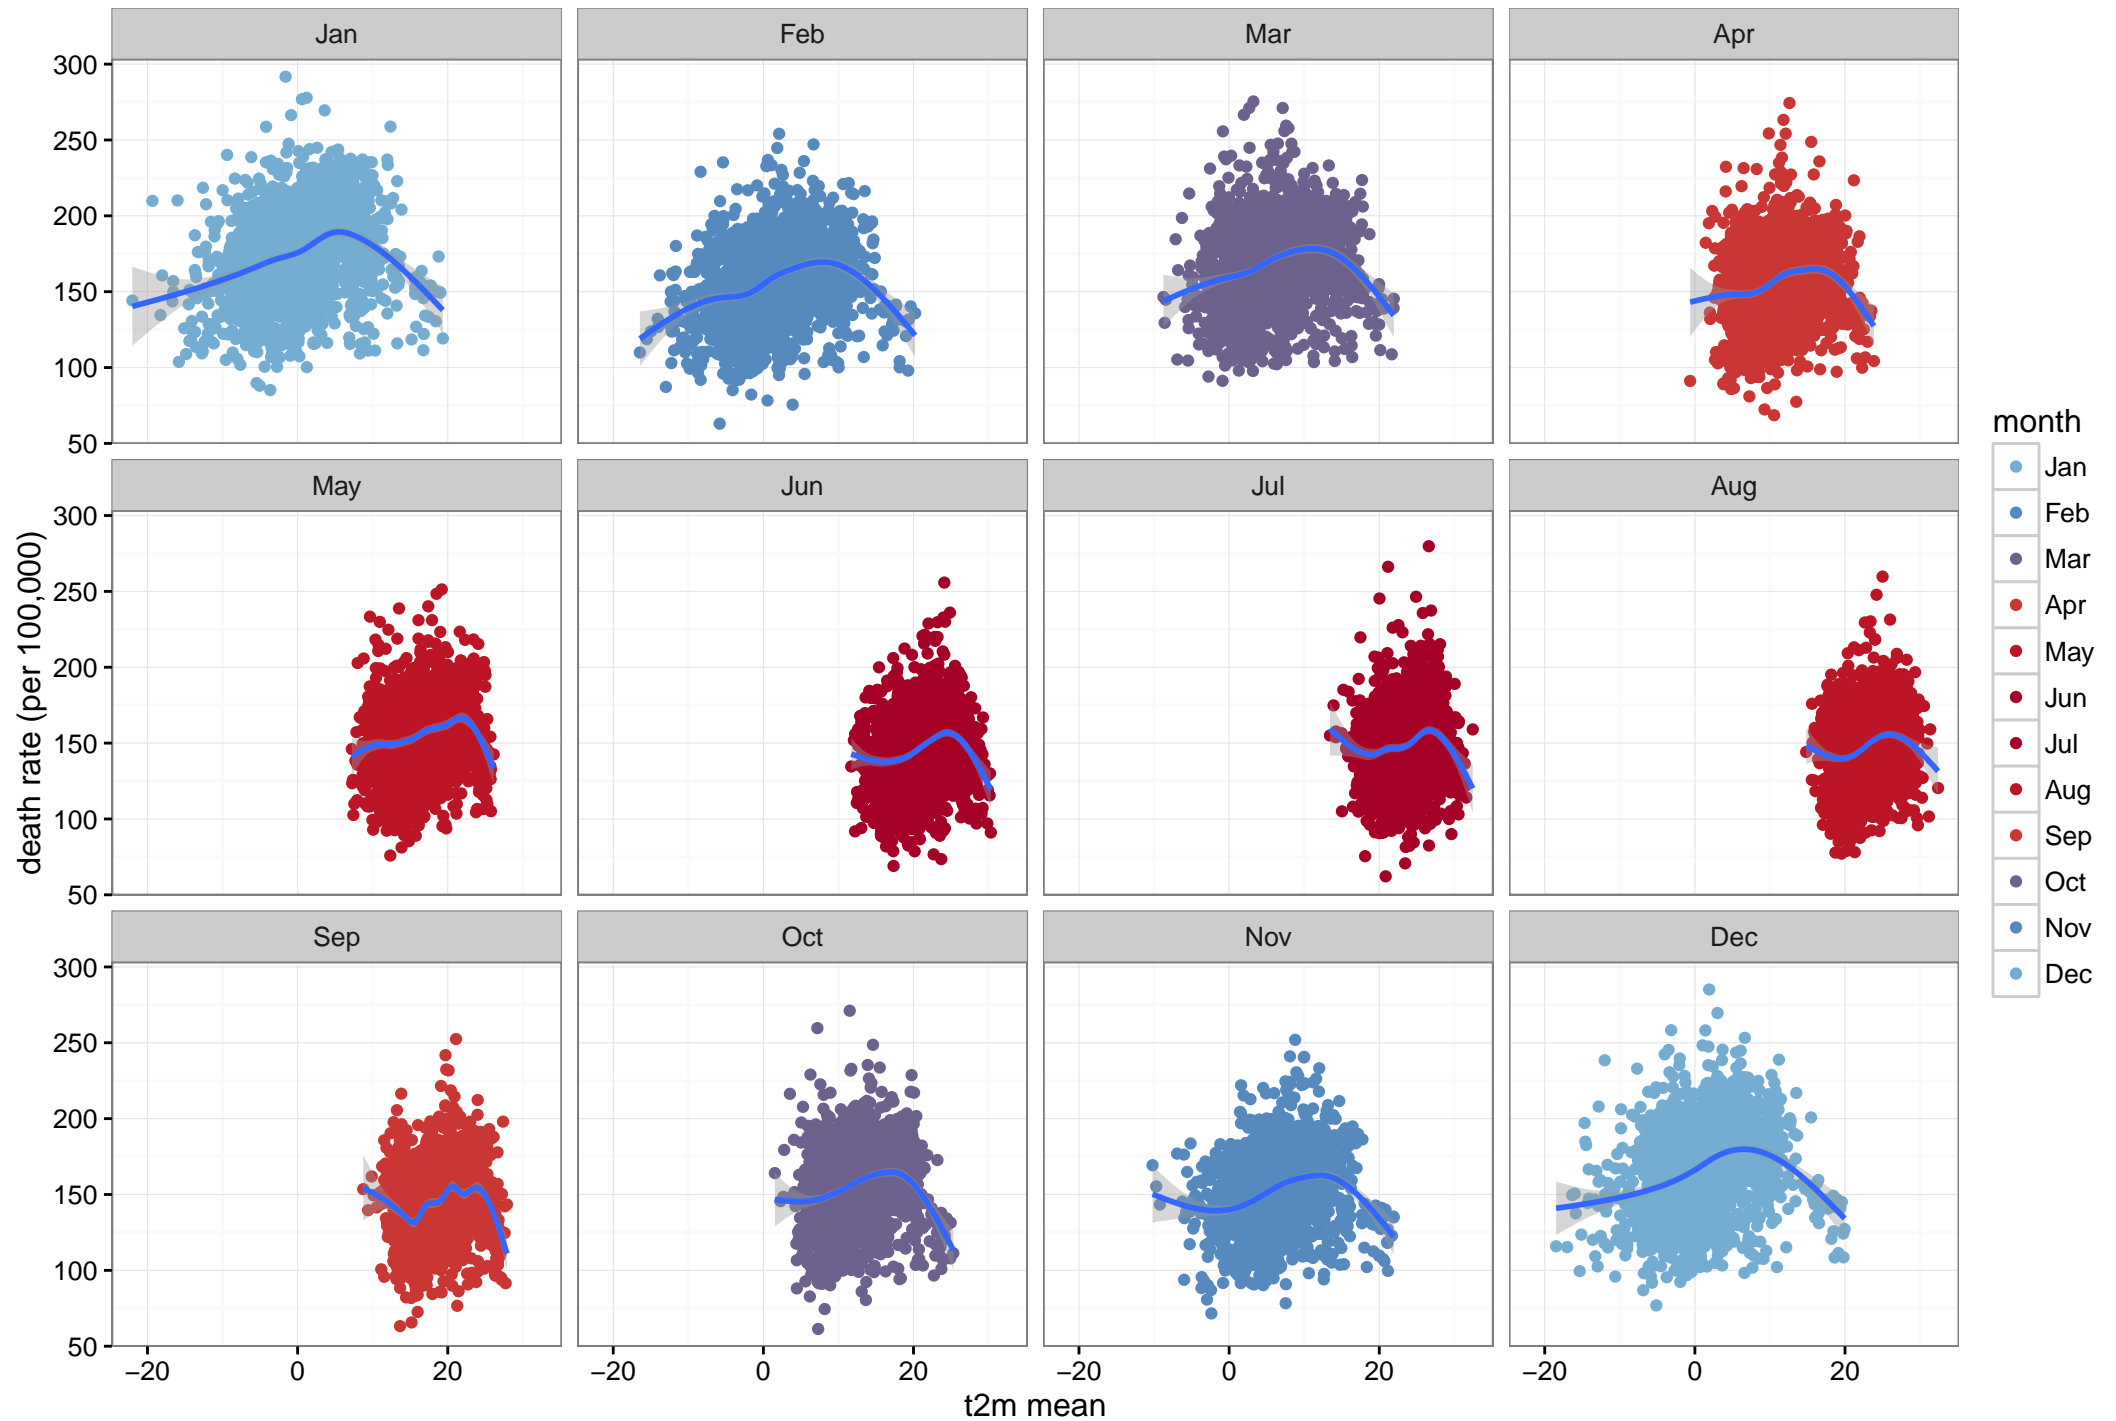 Jan Feb Mar Apr
300
250
200
150
100
50
May Jun Jul Aug
300
250
200
150
100
50
Sep Oct Nov Dec
300
250
200
150
100
50
−20 0 20 −20 0 20 −20 0 20 −20 0 20
t2m mean
death rate (per 100,000)
month
Jan
Feb
Mar
Apr
May
Jun
Jul
Aug
Sep
Oct
Nov
Dec